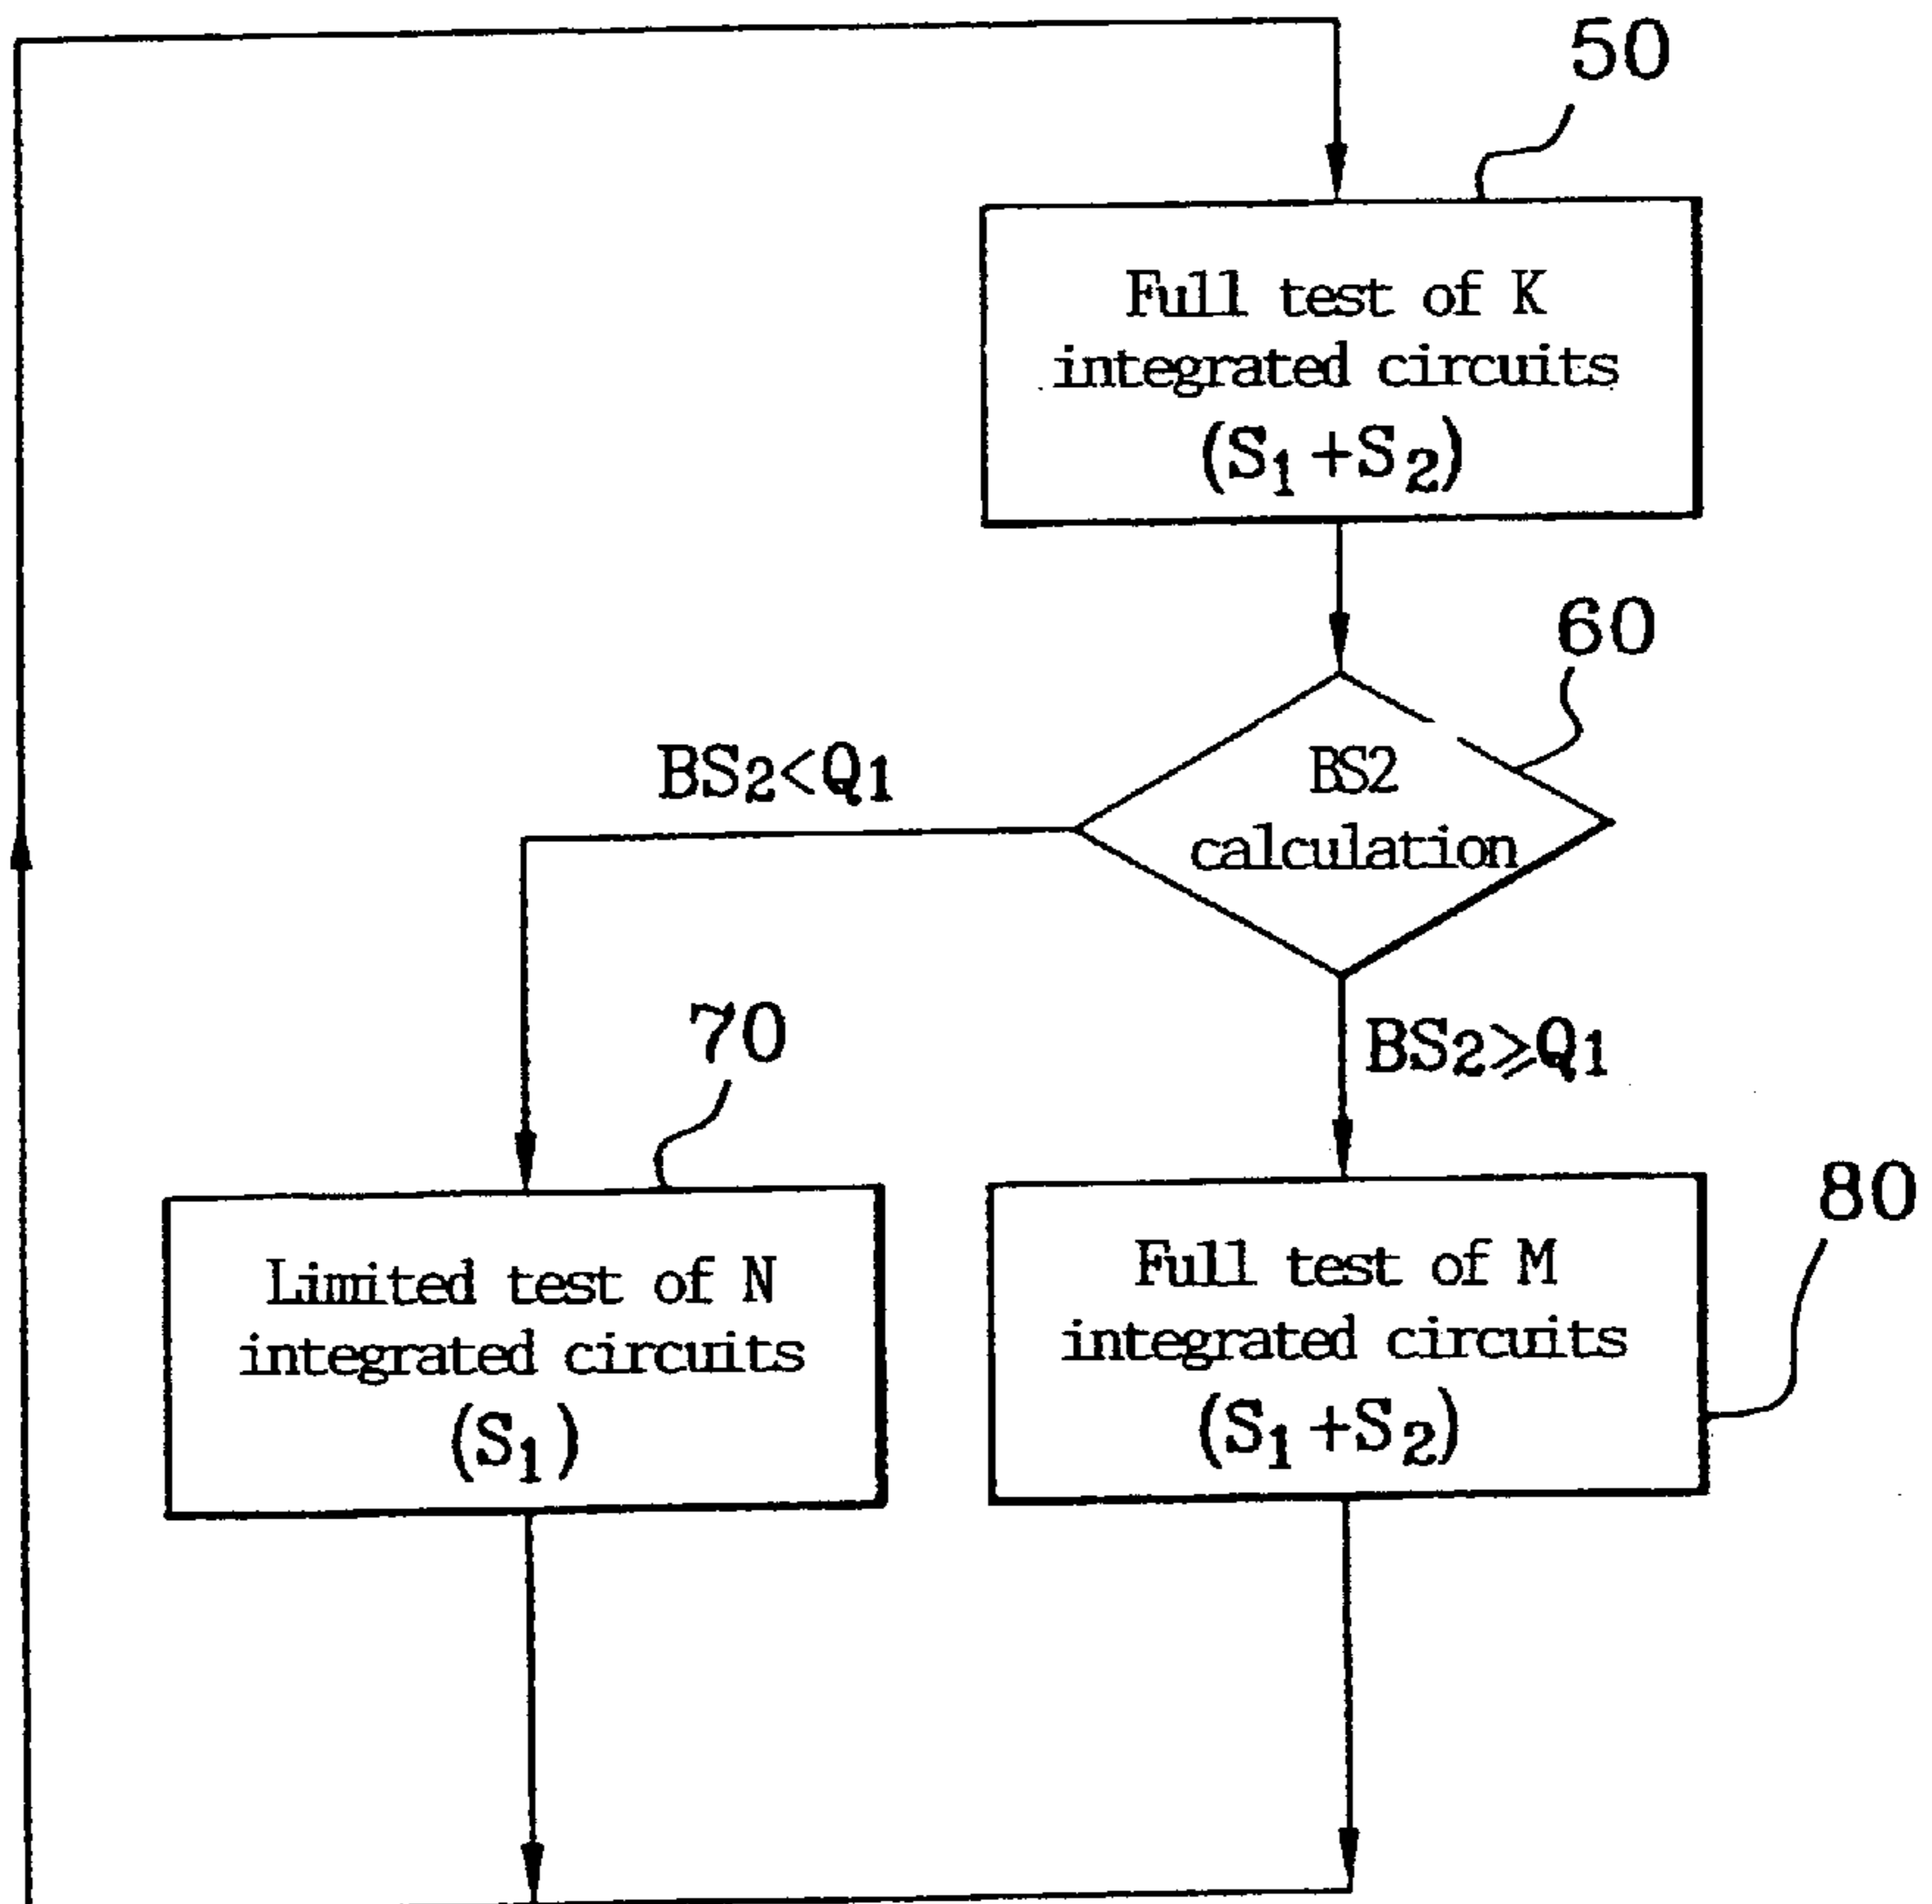 50
Full test of K
integrated circuits
(S1+S2)
60
BS2<Q1
BS2
calculation
70
BS2⩾Q1
80
Limited test of N
integrated circuits
(S1)
Full test of M
integrated circuits
(S1+S2)